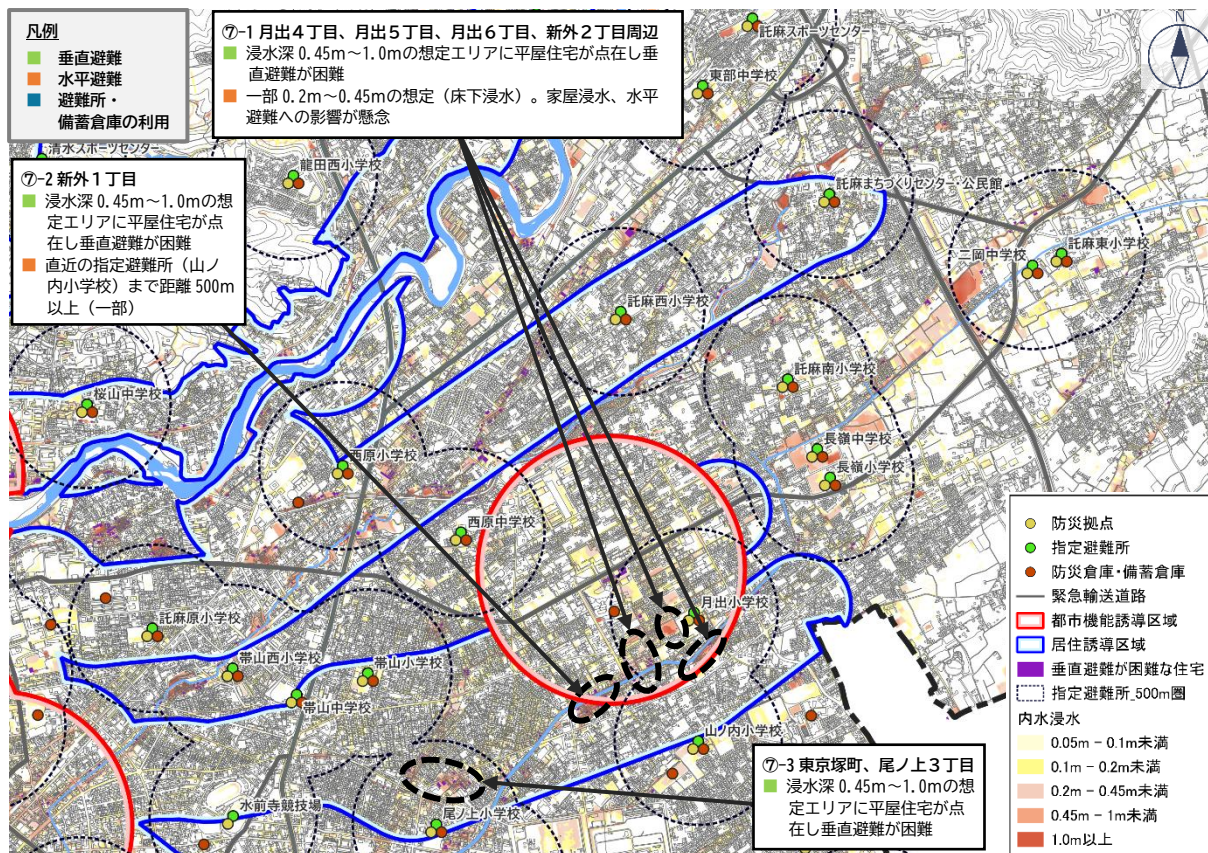 凡例
垂直避難
水平避難
避難所・
備蓄倉庫の利用
⑦-1 月出4丁目、月出5丁目、月出6丁目、新外2丁目周辺
浸水深 0.45m～1.0mの想定エリアに平屋住宅が点在し垂
直避難が困難
一部 0.2m～0.45mの想定（床下浸水）。家屋浸水、水平
避難への影響が懸念
託麻スポーツセンター
東部中学校
N
清水スポーツセンター
龍田西小学校
⑦-2 新外１丁目
浸水深 0.45m～1.0mの想
定エリアに平屋住宅が点
在し垂直避難が困難
直近の指定避難所（山ノ
内小学校）まで距離 500m
以上（一部）
託麻まちづくりセンター・公民館
二岡中学校
託麻東小学校
託麻西小学校
託麻南小学校
桜山中学校
長嶺中学校
長嶺小学校
西原小学校
西原中学校
月出小学校
託麻原小学校
帯山西小学校
帯山小学校
帯山中学校
山ノ内小学校
水前寺競技場
尾ノ上小学校
⑦-3 東京塚町、尾ノ上３丁目
浸水深 0.45m～1.0mの想
定エリアに平屋住宅が点
在し垂直避難が困難
防災拠点
指定避難所
防災倉庫・備蓄倉庫
緊急輸送道路
都市機能誘導区域
居住誘導区域
垂直避難が困難な住宅
指定避難所_500m圏
内水浸水
0.05m - 0.1m未満
0.1m - 0.2m未満
0.2m - 0.45m未満
0.45m - 1m未満
1.0m以上